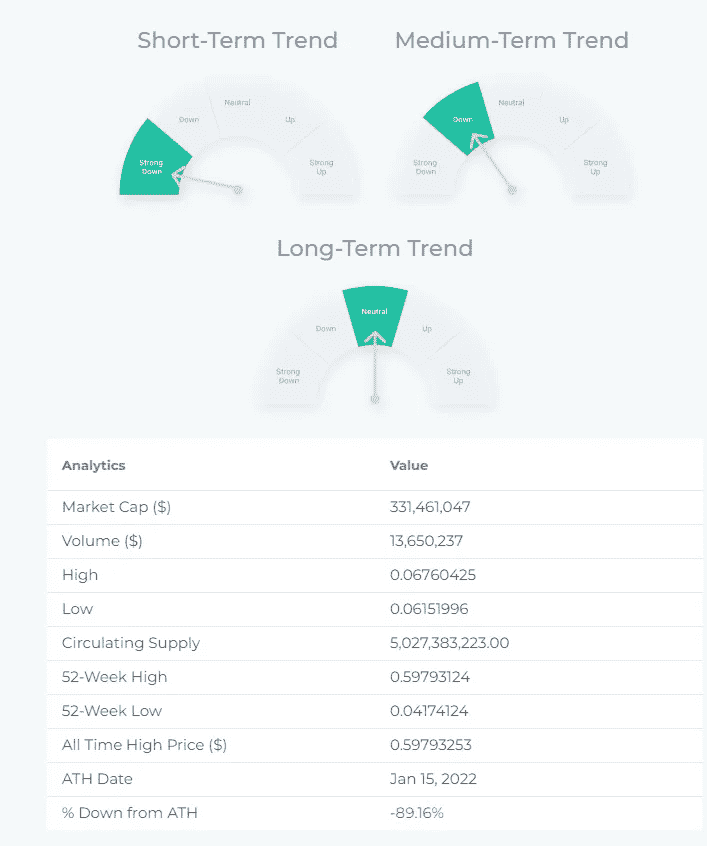 Short-Term Trend
Strong
Down
Down
Neutral
Up
Strong
Up
Medium-Term Trend
Strong
Down
Down
Neutral
Up
Strong
Up
Long-Term Trend
Strong
Down
Down
Neutral
Up
Strong
Up
Analytics Value
Market Cap ($) 331,461,047
Volume ($) 13,650,237
High 0.06760425
Low 0.06151996
Circulating Supply 5,027,383,223.00
52-Week High 0.59793124
52-Week Low 0.04174124
All Time High Price ($) 0.59793253
ATH Date Jan 15, 2022
% Down from ATH -89.16%